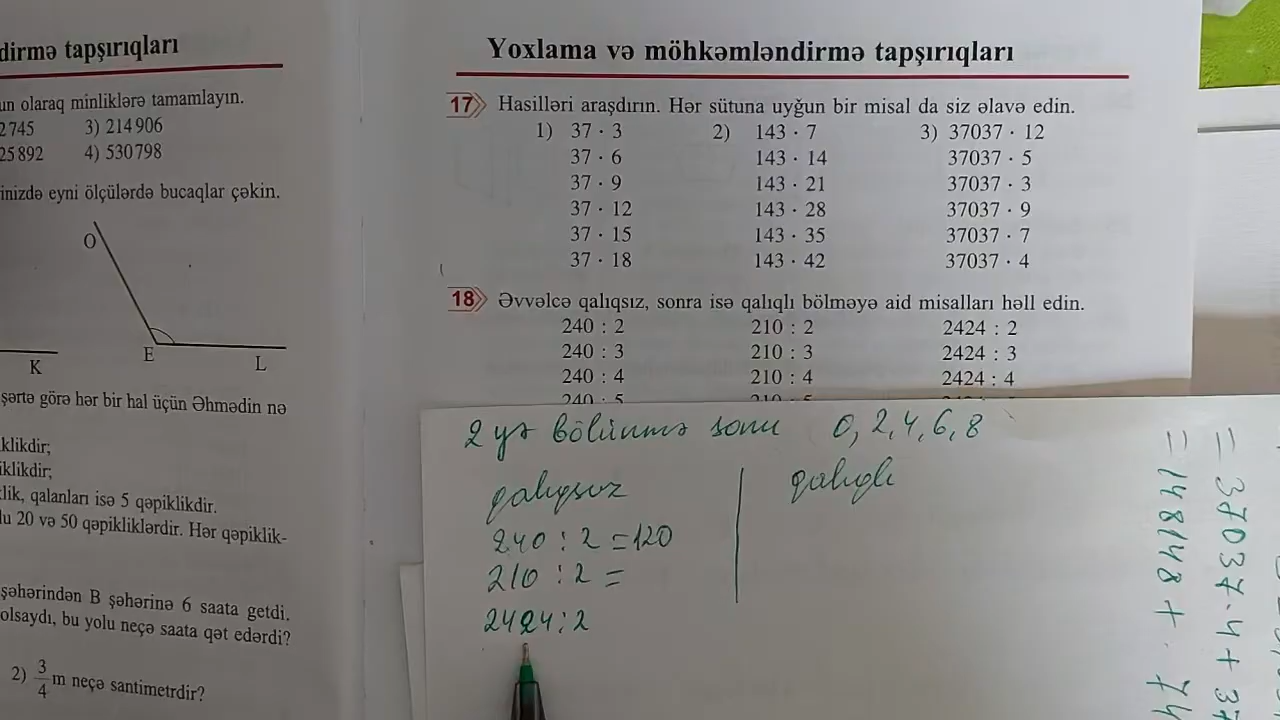 dirmə tapşırıqları
un olaraq minliklərə tamamlayın.
2745 3) 214906
25892 4) 530798
inizdə eyni ölçülərdə bucaqlar çəkin.
O
E
K
L
şərtə görə hər bir hal üçün Əhmədin nə
klikdir;
iklikdir;
lik, qalanları isə 5 qəpiklikdir.
lu 20 və 50 qəpikliklərdir. Hər qəpiklik-
şəhərindən B şəhərinə 6 saata getdi.
olsaydı, bu yolu neçə saata qət edərdi?
2) 3/4 m neçə santimetrdir?
Yoxlama və möhkəmləndirmə tapşırıqları
17 Hasilləri araşdırın. Hər sütuna uyğun bir misal da siz əlavə edin.
1) 37 · 3 2) 143 · 7 3) 37037 · 12
37 · 6 143 · 14 37037 · 5
37 · 9 143 · 21 37037 · 3
37 · 12 143 · 28 37037 · 9
37 · 15 143 · 35 37037 · 7
37 · 18 143 · 42 37037 · 4
18 Əvvəlcə qalıqsız, sonra isə qalıqlı bölməyə aid misalları həll edin.
240 : 2 210 : 2 2424 : 2
240 : 3 210 : 3 2424 : 3
240 : 4 210 : 4 2424 : 4
240 : 5 210 : 5
2 yə bölünmə sonu 0, 2, 4, 6, 8
qalıqsız qalıqlı
240 : 2 = 120
210 : 2 =
2424 : 2
= 37037 · 4 + 37
= 148148 + 74